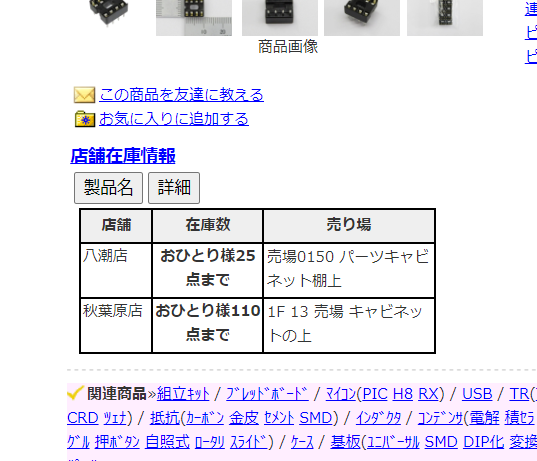 連
ピ
ピ
商品画像
この商品を友達に教える
お気に入りに追加する
店舗在庫情報
製品名 詳細
店舗 在庫数 売り場
八潮店 おひとり様25点まで 売場0150 パーツキャビネット棚上
秋葉原店 おひとり様110点まで 1F 13 売場 キャビネットの上
関連商品»組立ｷｯﾄ / ﾌﾞﾚｯﾄﾞﾎﾞｰﾄﾞ / ﾏｲｺﾝ(PIC H8 RX) / USB / TR(
CRD ﾂｪﾅ) / 抵抗(ｶｰﾎﾞﾝ 金皮 ｾﾒﾝﾄ SMD) / ｲﾝﾀﾞｸﾀ / ｺﾝﾃﾞﾝｻ(電解 積ｾﾗ
ｸﾞﾙ 押ﾎﾞﾀﾝ 自照式 ﾛｰﾀﾘ ｽﾗｲﾄﾞ) / ｹｰｽ / 基板(ﾕﾆﾊﾞｰｻﾙ SMD DIP化 変換